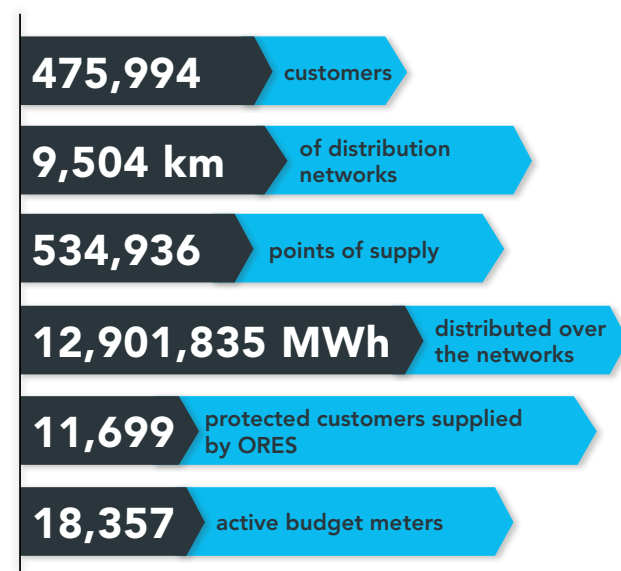 475,994 customers
9,504 km of distribution
networks
534,936 points of supply
12,901,835 MWh distributed over
the networks
11,699 protected customers supplied
by ORES
18,357 active budget meters